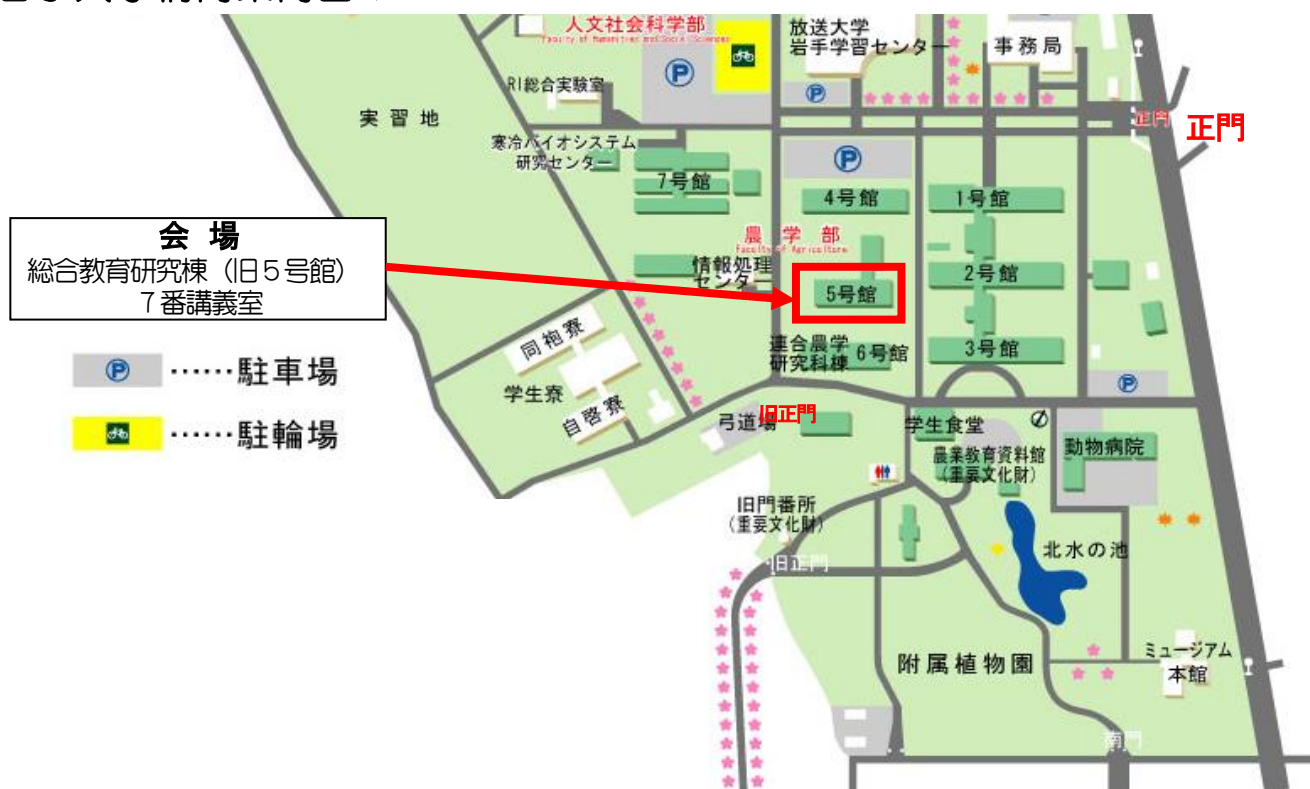 人文社会科学部
Faculty of Humanities and Social Sciences
放送大学
岩手学習センター
事務局
P
RI総合実験室
P
実習地
正門
正門
寒冷バイオシステム
研究センター
P
7号館
4号館
1号館
会 場
総合教育研究棟（旧5号館）
7番講義室
農学部
Faculty of Agriculture
情報処理
センター
2号館
5号館
同袍寮
連合農学
研究科棟
6号館
3号館
P ……駐車場
P
学生寮
自啓寮
旧正門
弓道場
学生食堂
……駐輪場
農業教育資料館
（重要文化財）
動物病院
旧門番所
（重要文化財）
北水の池
旧正門
附属植物園
ミュージアム
本館
南門